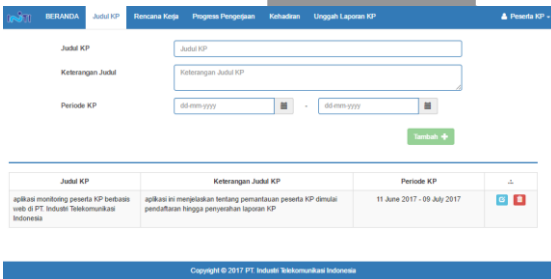 INTI BERANDA Judul KP Rencana Kerja Progress Pengerjaan Kehadiran Unggah Laporan KP Peserta KP
Judul KP Judul KP
Keterangan Judul Keterangan Judul KP
Periode KP dd-mm-yyyy - dd-mm-yyyy
Tambah
Judul KP Keterangan Judul KP Periode KP
aplikasi monitoring peserta KP berbasis aplikasi ini menjelaskan tentang pemantauan peserta KP dimulai 11 June 2017 - 09 July 2017
web di PT. Industri Telekomunikasi pendaftaran hingga penyerahan laporan KP
Indonesia
Copyright © 2017 PT. Industri Telekomunikasi Indonesia